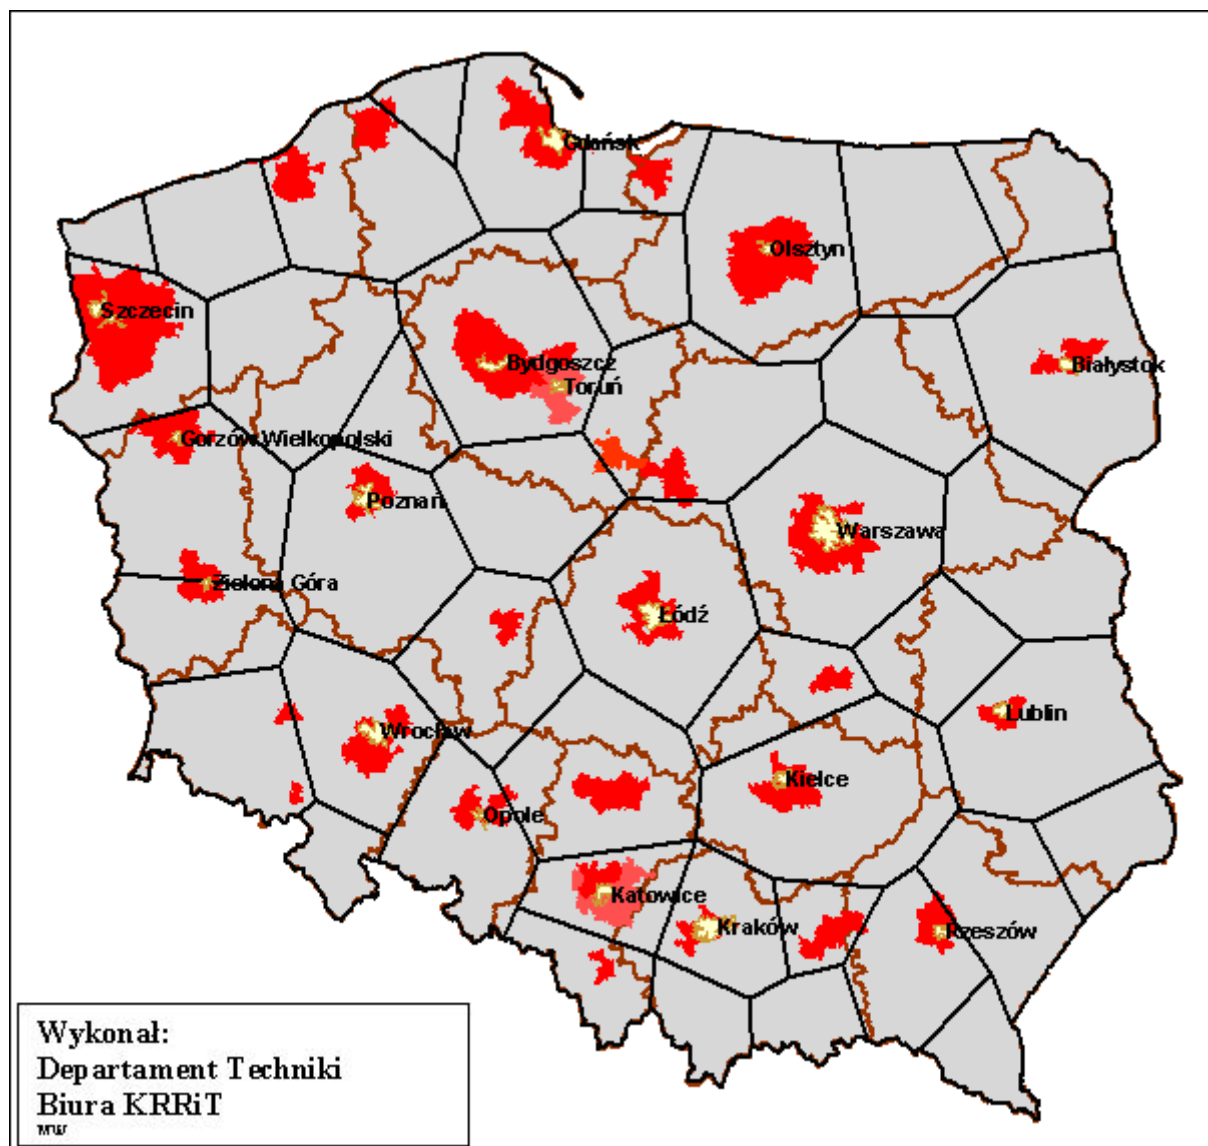 Gdańsk
Olsztyn
Szczecin
Bydgoszcz
Toruń
Białystok
Gorzów Wielkopolski
Poznań
Warszawa
Zielona Góra
Łódź
Lublin
Wrocław
Kielce
Opole
Katowice
Kraków
Rzeszów
Wykonał:
Departament Techniki
Biura KRRiT
MW